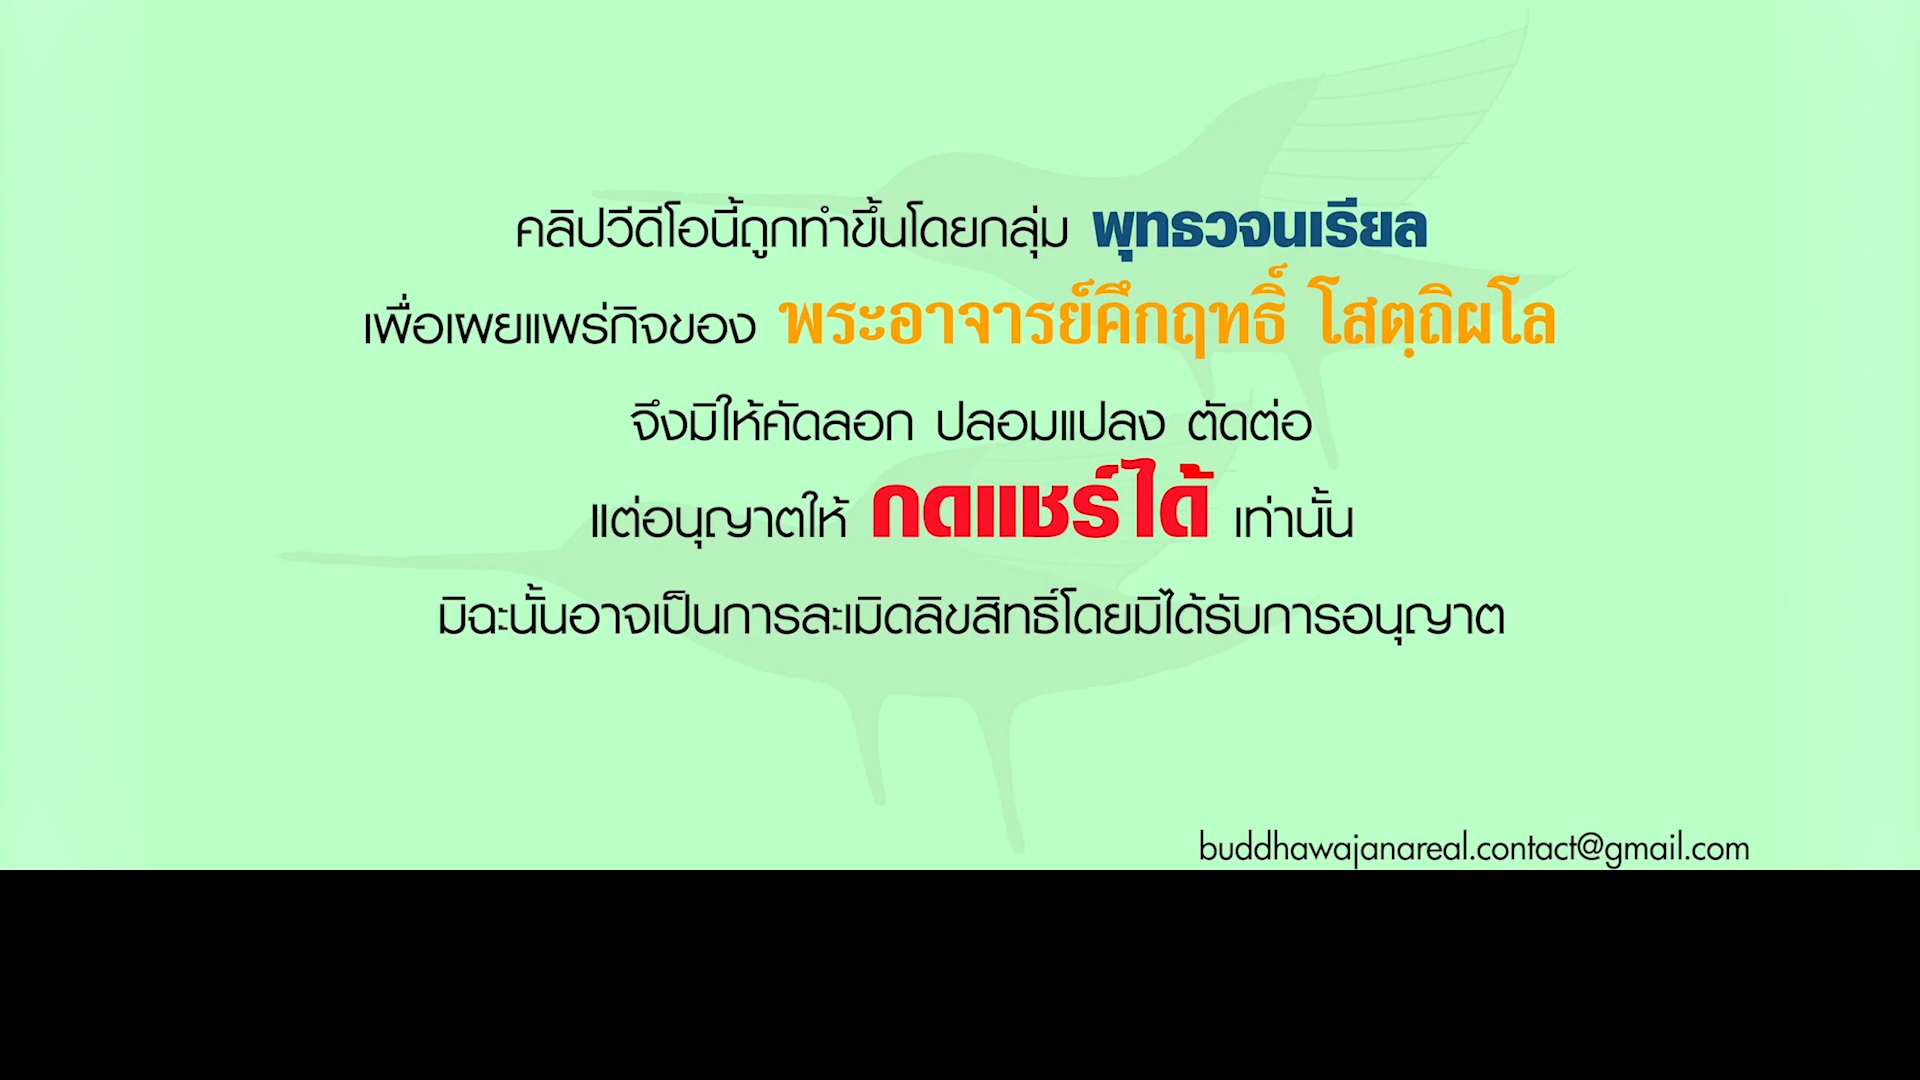 คลิปวีดีโอนี้ถูกทำขึ้นโดยกลุ่ม พุทธวจนเรียล
เพื่อเผยแพร่กิจของ พระอาจารย์คึกฤทธิ์ โสตฺถิผโล
จึงมิให้คัดลอก ปลอมแปลง ตัดต่อ
แต่อนุญาตให้ กดแชร์ได้ เท่านั้น
มิฉะนั้นอาจเป็นการละเมิดลิขสิทธิ์โดยมิได้รับการอนุญาต
buddhawajanareal.contact@gmail.com